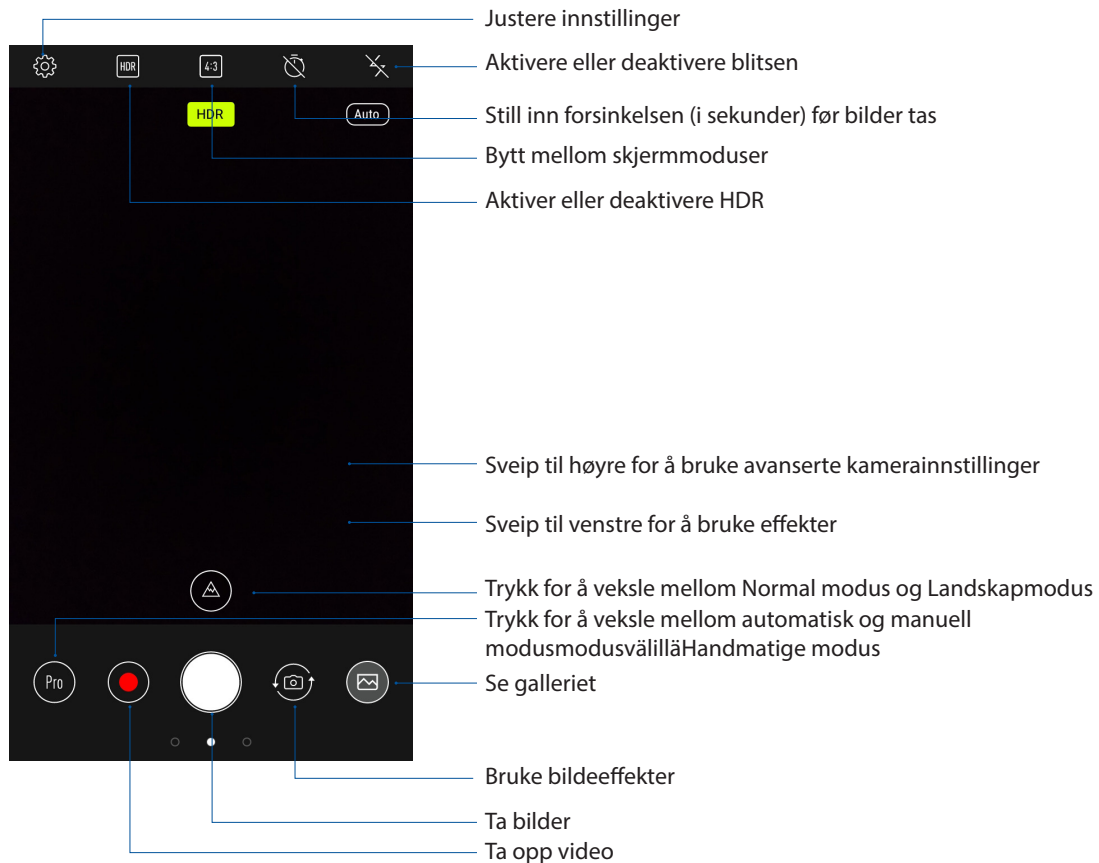 Justere innstillinger
Aktivere eller deaktivere blitsen
Still inn forsinkelsen (i sekunder) før bilder tas
Bytt mellom skjermmoduser
Aktiver eller deaktivere HDR
HDR
4:3
HDR
Auto
Sveip til høyre for å bruke avanserte kamerainnstillinger
Sveip til venstre for å bruke effekter
Trykk for å veksle mellom Normal modus og Landskapmodus
Trykk for å veksle mellom automatisk og manuell
modusmodusvälilläHandmatige modus
Pro
Se galleriet
Bruke bildeeffekter
Ta bilder
Ta opp video